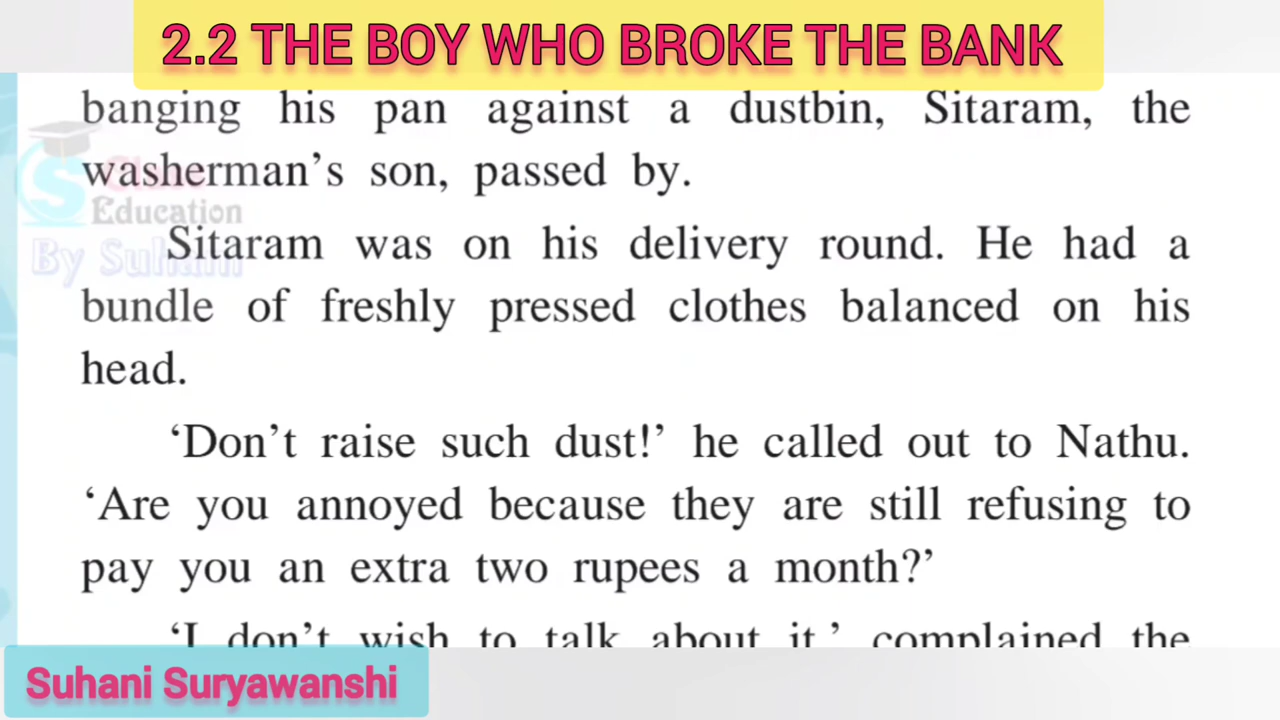 2.2 THE BOY WHO BROKE THE BANK
banging his pan against a dustbin, Sitaram, the
washerman's son, passed by.
Education
By Suhani
Sitaram was on his delivery round. He had a
bundle of freshly pressed clothes balanced on his
head.
‘Don’t raise such dust!’ he called out to Nathu.
‘Are you annoyed because they are still refusing to
pay you an extra two rupees a month?’
‘I don’t wish to talk about it,’ complained the
Suhani Suryawanshi